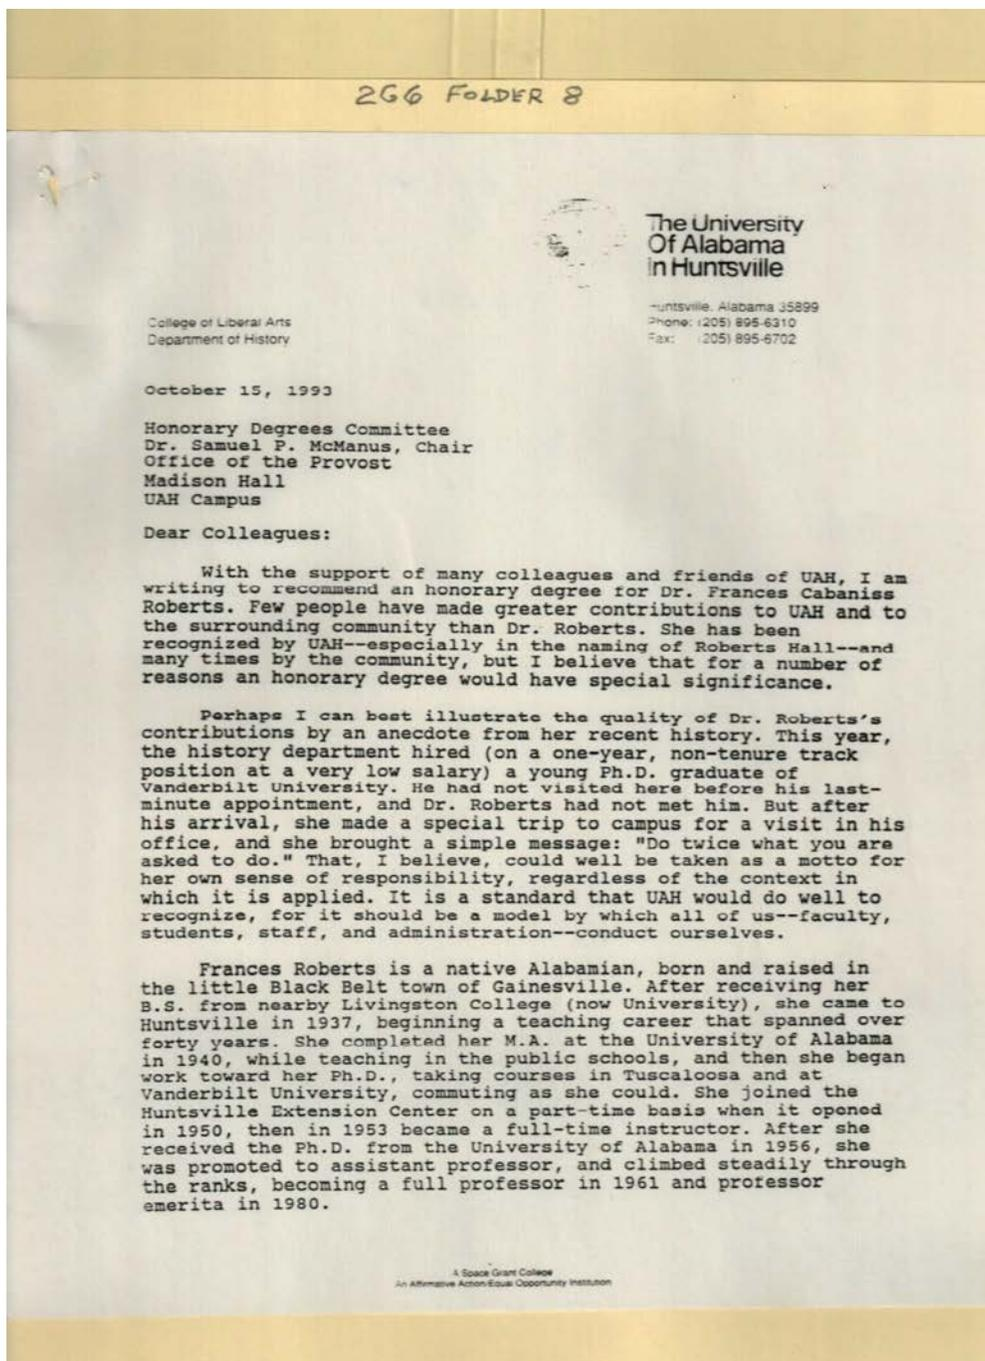 2G6 FOLDER 8
The University
Of Alabama
in Huntsville
Huntsville, Alabama 35899
Phone: (205) 895-6310
Fax: (205) 895-6702
College of Liberal Arts
Department of History
October 15, 1993
Honorary Degrees Committee
Dr. Samuel P. McManus, Chair
Office of the Provost
Madison Hall
UAH Campus
Dear Colleagues:
With the support of many colleagues and friends of UAH, I am
writing to recommend an honorary degree for Dr. Frances Cabaniss
Roberts. Few people have made greater contributions to UAH and to
the surrounding community than Dr. Roberts. She has been
recognized by UAH--especially in the naming of Roberts Hall--and
many times by the community, but I believe that for a number of
reasons an honorary degree would have special significance.
Perhaps I can best illustrate the quality of Dr. Roberts's
contributions by an anecdote from her recent history. This year,
the history department hired (on a one-year, non-tenure track
position at a very low salary) a young Ph.D. graduate of
Vanderbilt University. He had not visited here before his last-
minute appointment, and Dr. Roberts had not met him. But after
his arrival, she made a special trip to campus for a visit in his
office, and she brought a simple message: "Do twice what you are
asked to do." That, I believe, could well be taken as a motto for
her own sense of responsibility, regardless of the context in
which it is applied. It is a standard that UAH would do well to
recognize, for it should be a model by which all of us--faculty,
students, staff, and administration--conduct ourselves.
Frances Roberts is a native Alabamian, born and raised in
the little Black Belt town of Gainesville. After receiving her
B.S. from nearby Livingston College (now University), she came to
Huntsville in 1937, beginning a teaching career that spanned over
forty years. She completed her M.A. at the University of Alabama
in 1940, while teaching in the public schools, and then she began
work toward her Ph.D., taking courses in Tuscaloosa and at
Vanderbilt University, commuting as she could. She joined the
Huntsville Extension Center on a part-time basis when it opened
in 1950, then in 1953 became a full-time instructor. After she
received the Ph.D. from the University of Alabama in 1956, she
was promoted to assistant professor, and climbed steadily through
the ranks, becoming a full professor in 1961 and professor
emerita in 1980.
A Space Grant College
An Affirmative Action/Equal Opportunity Institution